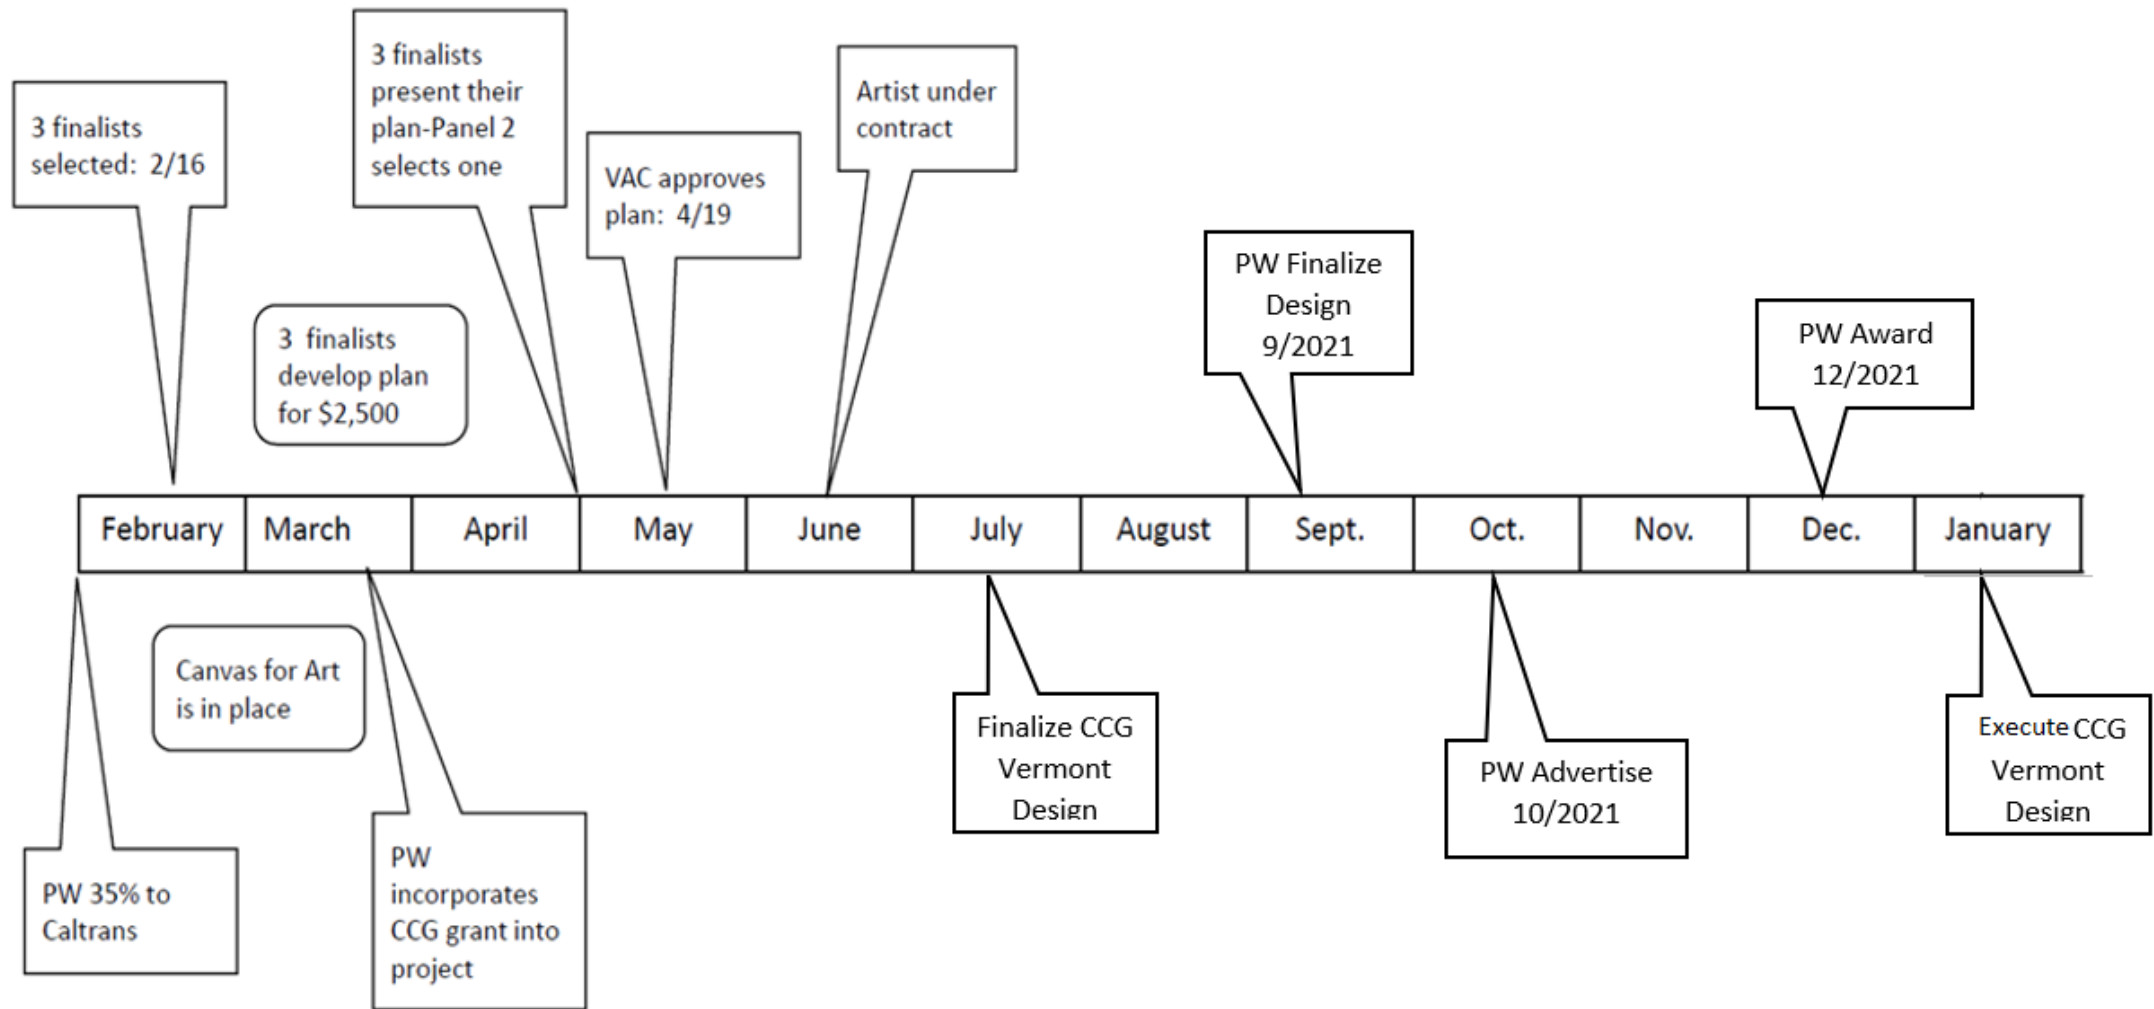 3 finalists
selected:  2/16
3 finalists
present their
plan-Panel 2
selects one
3  finalists
develop plan
for $2,500
VAC approves
plan:  4/19
Artist under
contract
PW Finalize
Design
9/2021
PW Award
12/2021
February March April May June July August Sept. Oct. Nov. Dec. January
PW 35% to
Caltrans
Canvas for Art
is in place
PW
incorporates
CCG grant into
project
Finalize CCG
Vermont
Design
PW Advertise
10/2021
Execute CCG
Vermont
Design